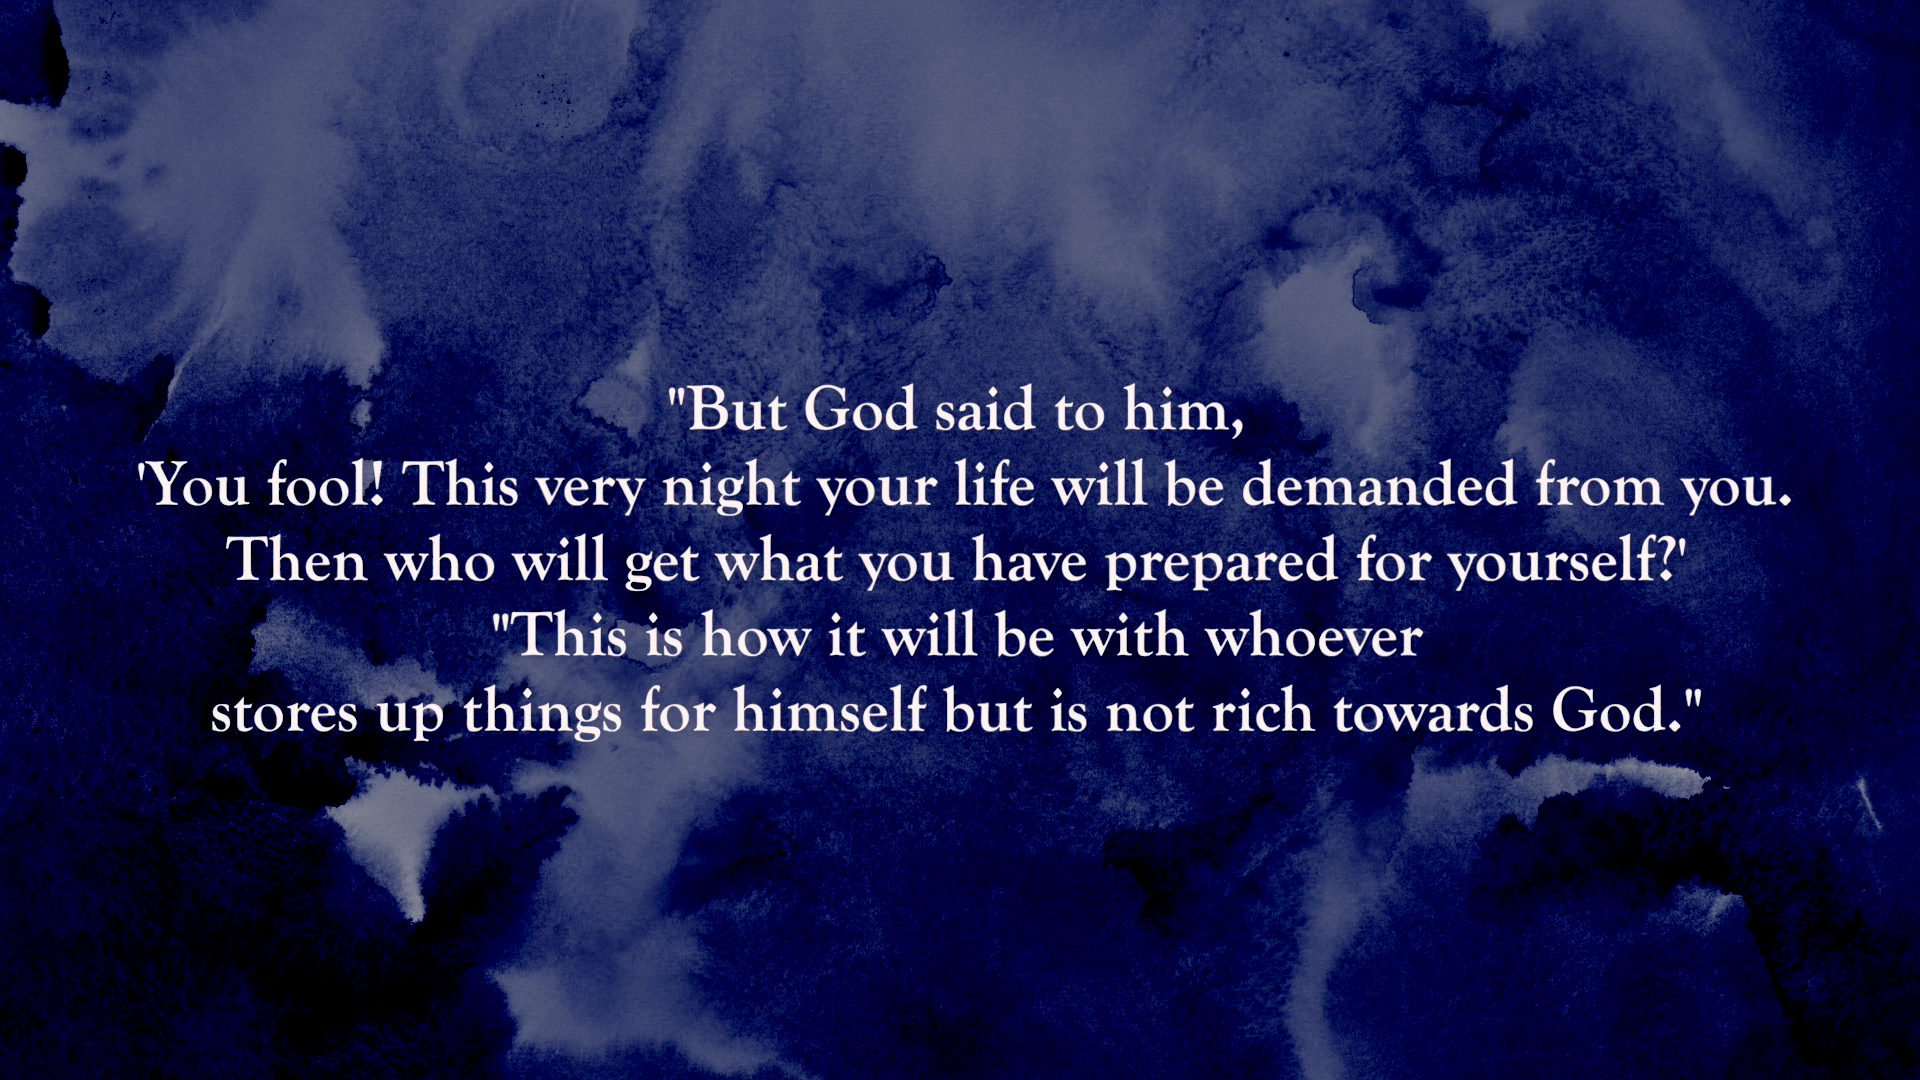 "But God said to him,
'You fool! This very night your life will be demanded from you.
Then who will get what you have prepared for yourself?'
"This is how it will be with whoever
stores up things for himself but is not rich towards God."